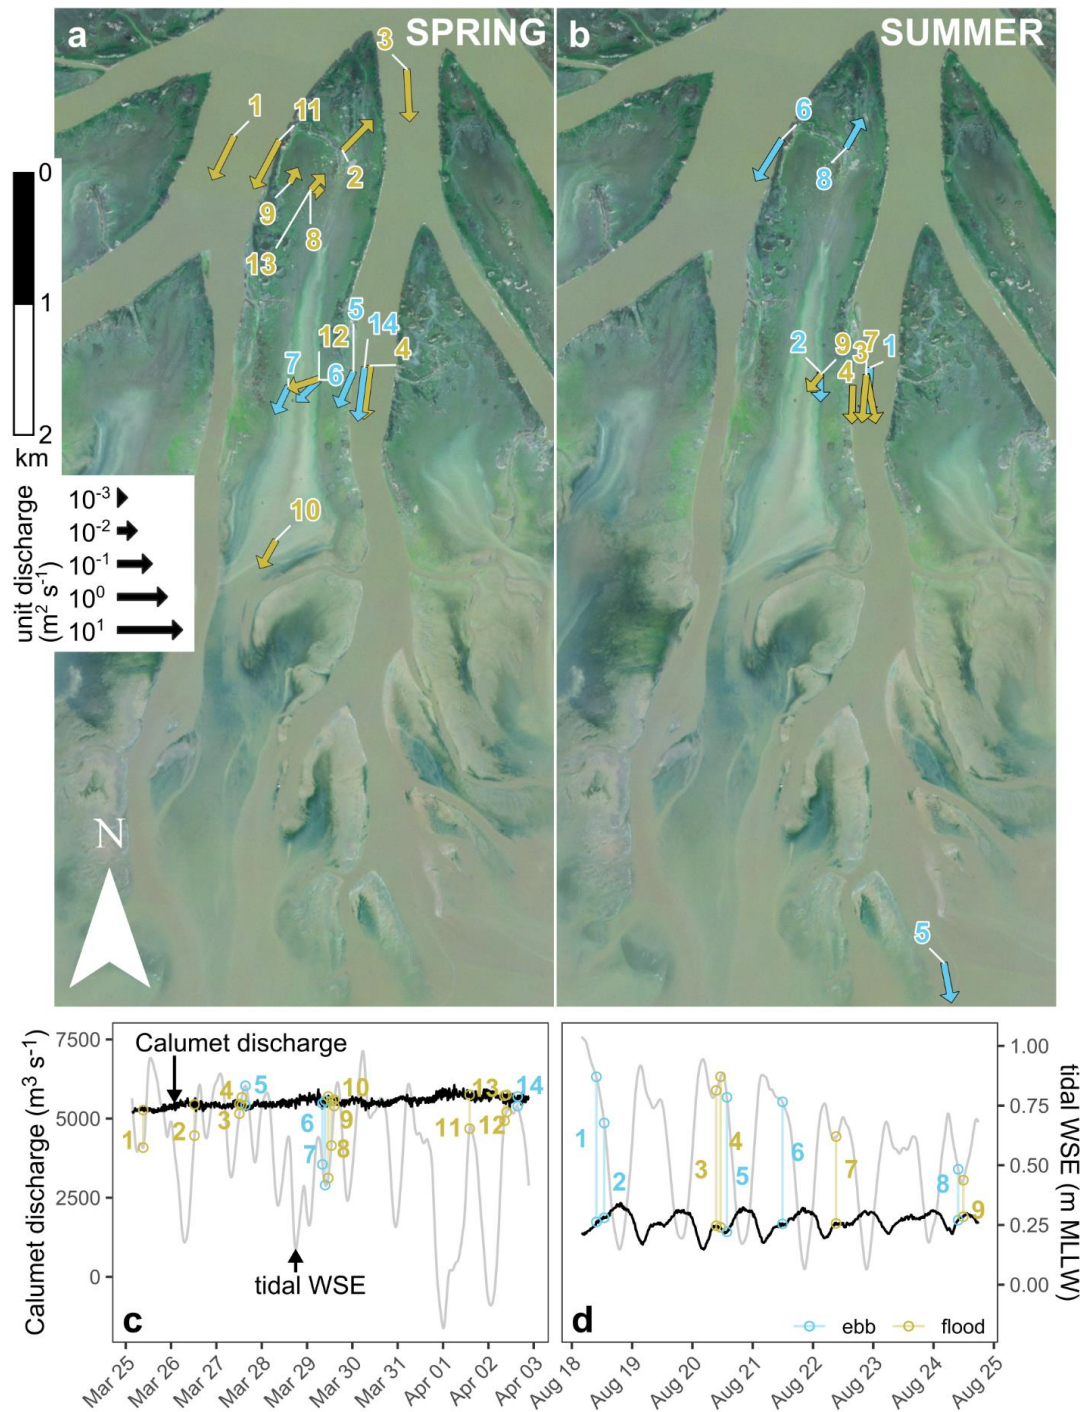 a SPRING
b SUMMER
3
1
11
2
9
8
13
5
14
12
4
7
6
10
6
8
2
9
3
7
1
4
5
0
1
2
km
unit discharge
(m² s⁻¹)
10⁻³
10⁻²
10⁻¹
10⁰
10¹
N
Calumet discharge (m³ s⁻¹)
7500
5000
2500
0
Calumet discharge
tidal WSE
1
2
4
3
5
6
7
10
9
8
13
11
12
14
c
Mar 25
Mar 26
Mar 27
Mar 28
Mar 29
Mar 30
Mar 31
Apr 01
Apr 02
Apr 03
1
2
3
4
5
6
7
8
9
d
ebb
flood
Aug 18
Aug 19
Aug 20
Aug 21
Aug 22
Aug 23
Aug 24
Aug 25
1.00
0.75
0.50
0.25
0.00
tidal WSE (m MLLW)